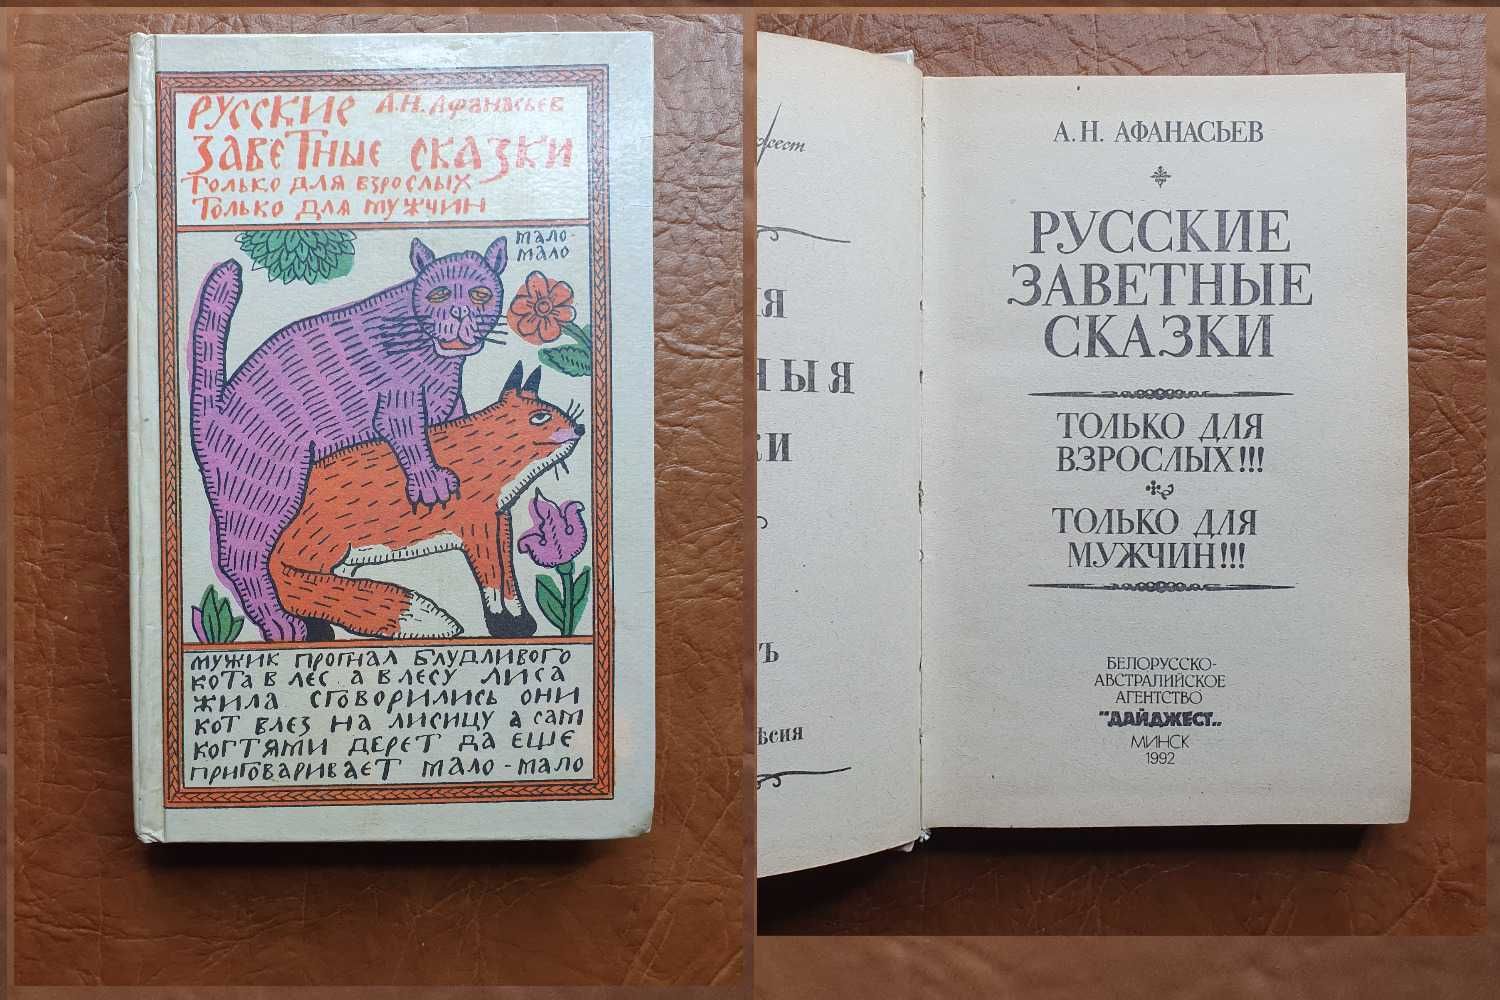 РУССКИЕ А.Н. АФАНАСЬЕВ
ЗАВЕТНЫЕ СКАЗКИ
ТОЛЬКО ДЛЯ ВЗРОСЛЫХ
ТОЛЬКО ДЛЯ МУЖЧИН
МАЛО-
МАЛО
МУЖИК ПРОГНАЛ БЛУДЛИВОГО
КОТА В ЛЕС. А В ЛЕСУ ЛИСА
ЖИЛА СГОВОРИЛИСЬ ОНИ
КОТ ВЛЕЗ НА ЛИСИЦУ А САМ
КОГТЯМИ ДЕРЕТ ДА ЕЩЕ
ПРИГОВАРИВАЕТ МАЛО-МАЛО
А. Н. АФАНАСЬЕВ
РУССКИЕ
ЗАВЕТНЫЕ
СКАЗКИ
ТОЛЬКО ДЛЯ
ВЗРОСЛЫХ!!!
ТОЛЬКО ДЛЯ
МУЖЧИН!!!
БЕЛОРУССКО-
АВСТРАЛИЙСКОЕ
АГЕНТСТВО
"ДАЙДЖЕСТ"
МИНСК
1992